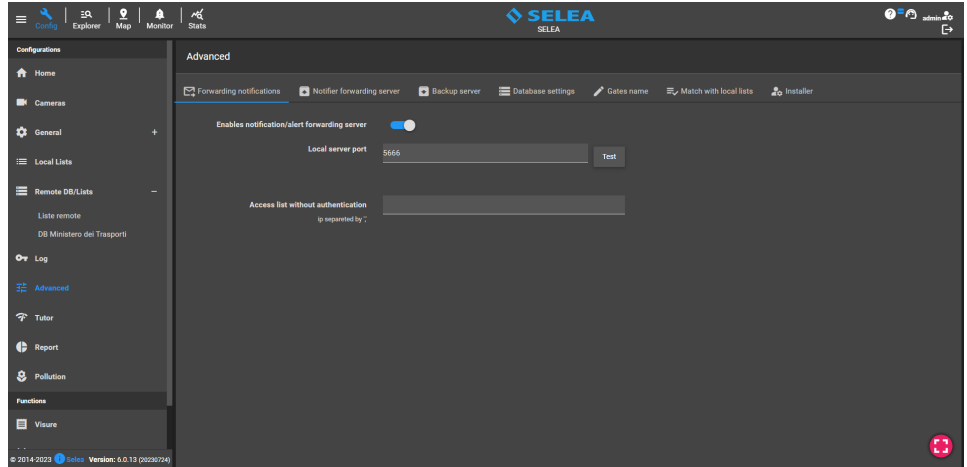 Config
Explorer
Map
Monitor
Stats
SELEA
SELEA
admin
Configurations
Home
Cameras
General +
Local Lists
Remote DB/Lists −
Liste remote
DB Ministero dei Trasporti
Log
Advanced
Tutor
Report
Pollution
Functions
Visure
© 2014-2023 Selea Version: 6.0.13 (20230724)
Advanced
Forwarding notifications
Notifier forwarding server
Backup server
Database settings
Gates name
Match with local lists
Installer
Enables notification/alert forwarding server
Local server port
5666
Test
Access list without authentication
ip separeted by ';'